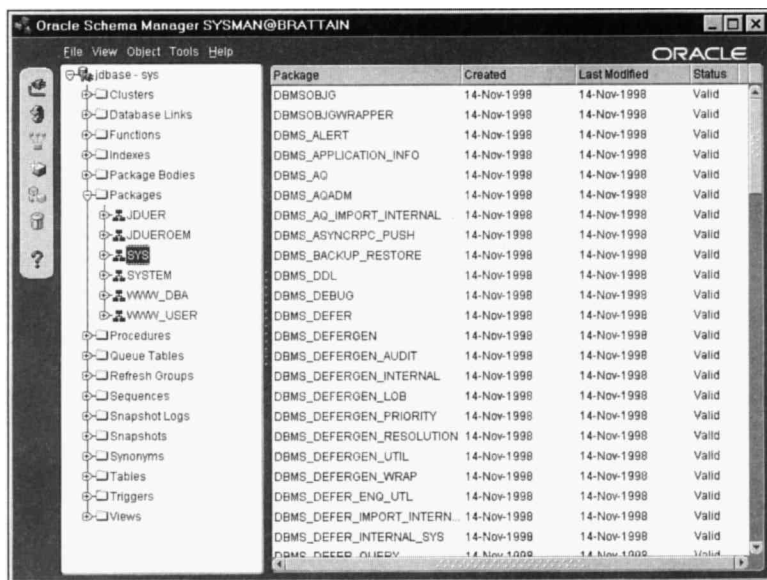 Oracle Schema Manager SYSMAN@BRATTAIN
File View Object Tools Help
ORACLE
jdbase - sys
Clusters
Database Links
Functions
Indexes
Package Bodies
Packages
JDUER
JDUEROEM
SYS
SYSTEM
WWW_DBA
WWW_USER
Procedures
Queue Tables
Refresh Groups
Sequences
Snapshot Logs
Snapshots
Synonyms
Tables
Triggers
Views
Package Created Last Modified Status
DBMSOBJG 14-Nov-1998 14-Nov-1998 Valid
DBMSOBJGWRAPPER 14-Nov-1998 14-Nov-1998 Valid
DBMS_ALERT 14-Nov-1998 14-Nov-1998 Valid
DBMS_APPLICATION_INFO 14-Nov-1998 14-Nov-1998 Valid
DBMS_AQ 14-Nov-1998 14-Nov-1998 Valid
DBMS_AQADM 14-Nov-1998 14-Nov-1998 Valid
DBMS_AQ_IMPORT_INTERNAL 14-Nov-1998 14-Nov-1998 Valid
DBMS_ASYNCRPC_PUSH 14-Nov-1998 14-Nov-1998 Valid
DBMS_BACKUP_RESTORE 14-Nov-1998 14-Nov-1998 Valid
DBMS_DDL 14-Nov-1998 14-Nov-1998 Valid
DBMS_DEBUG 14-Nov-1998 14-Nov-1998 Valid
DBMS_DEFER 14-Nov-1998 14-Nov-1998 Valid
DBMS_DEFERGEN 14-Nov-1998 14-Nov-1998 Valid
DBMS_DEFERGEN_AUDIT 14-Nov-1998 14-Nov-1998 Valid
DBMS_DEFERGEN_INTERNAL 14-Nov-1998 14-Nov-1998 Valid
DBMS_DEFERGEN_LOB 14-Nov-1998 14-Nov-1998 Valid
DBMS_DEFERGEN_PRIORITY 14-Nov-1998 14-Nov-1998 Valid
DBMS_DEFERGEN_RESOLUTION 14-Nov-1998 14-Nov-1998 Valid
DBMS_DEFERGEN_UTIL 14-Nov-1998 14-Nov-1998 Valid
DBMS_DEFERGEN_WRAP 14-Nov-1998 14-Nov-1998 Valid
DBMS_DEFER_ENQ_UTL 14-Nov-1998 14-Nov-1998 Valid
DBMS_DEFER_IMPORT_INTERN... 14-Nov-1998 14-Nov-1998 Valid
DBMS_DEFER_INTERNAL_SYS 14-Nov-1998 14-Nov-1998 Valid
DBMS_DEFER_QUERY 14-Nov-1998 14-Nov-1998 Valid